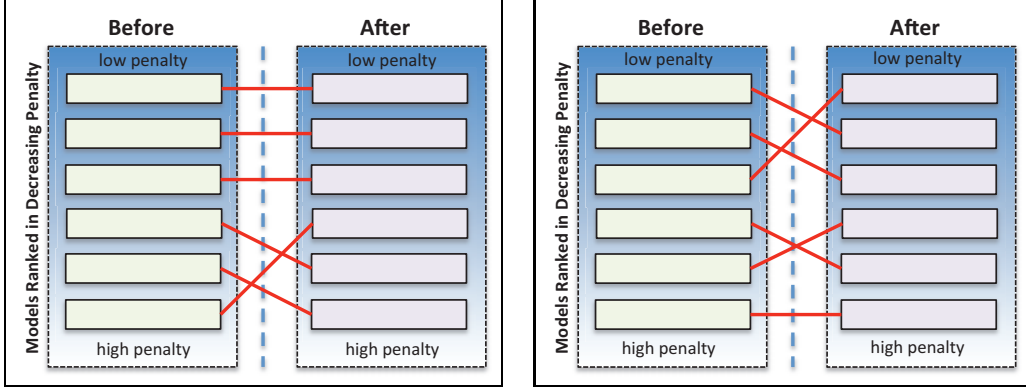 Before After
Models Ranked in Decreasing Penalty
low penalty low penalty
high penalty high penalty
Before After
Models Ranked in Decreasing Penalty
low penalty low penalty
high penalty high penalty